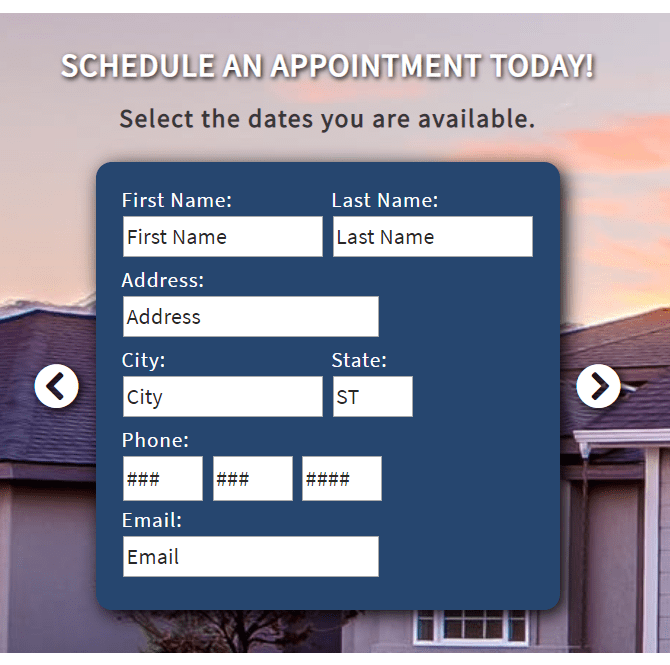 SCHEDULE AN APPOINTMENT TODAY!
Select the dates you are available.
First Name: Last Name:
First Name Last Name
Address:
Address
City: State:
City ST
Phone:
### ### ####
Email:
Email